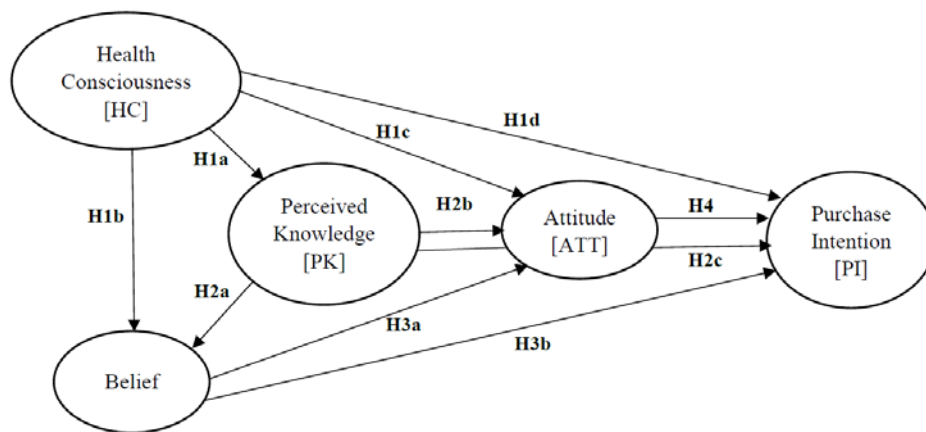 Health
Consciousness
[HC]
H1d
H1c
H1a
H1b
Perceived
Knowledge
[PK]
H2b
Attitude
[ATT]
H4
H2c
Purchase
Intention
[PI]
H2a
H3a
H3b
Belief